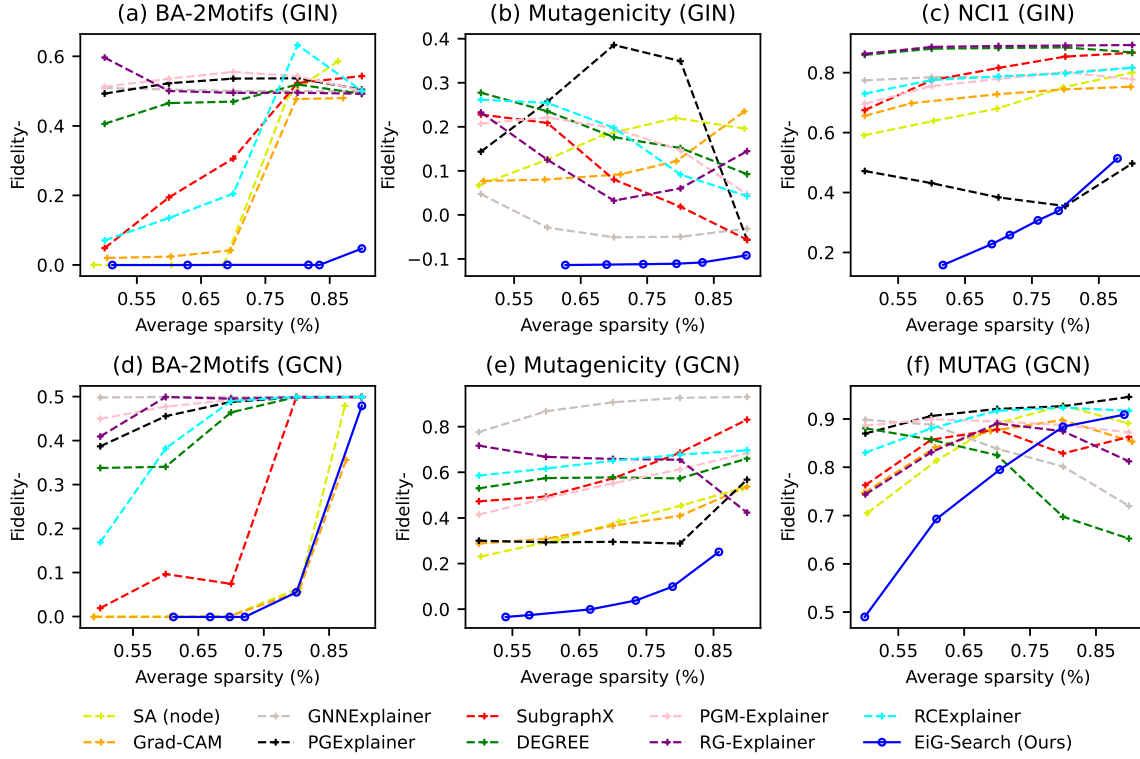 (a) BA-2Motifs (GIN)
(b) Mutagenicity (GIN)
(c) NCI1 (GIN)
Fidelity-
0.6
0.4
0.2
0.0
0.55
0.65
0.75
0.85
Average sparsity (%)
Fidelity-
0.4
0.3
0.2
0.1
0.0
−0.1
0.55
0.65
0.75
0.85
Average sparsity (%)
Fidelity-
0.8
0.6
0.4
0.2
0.55
0.65
0.75
0.85
Average sparsity (%)
(d) BA-2Motifs (GCN)
(e) Mutagenicity (GCN)
(f) MUTAG (GCN)
Fidelity-
0.5
0.4
0.3
0.2
0.1
0.0
0.55
0.65
0.75
0.85
Average sparsity (%)
Fidelity-
0.8
0.6
0.4
0.2
0.0
0.55
0.65
0.75
0.85
Average sparsity (%)
Fidelity-
0.9
0.8
0.7
0.6
0.5
0.55
0.65
0.75
0.85
Average sparsity (%)
SA (node)
GNNExplainer
SubgraphX
PGM-Explainer
RCExplainer
Grad-CAM
PGExplainer
DEGREE
RG-Explainer
EiG-Search (Ours)